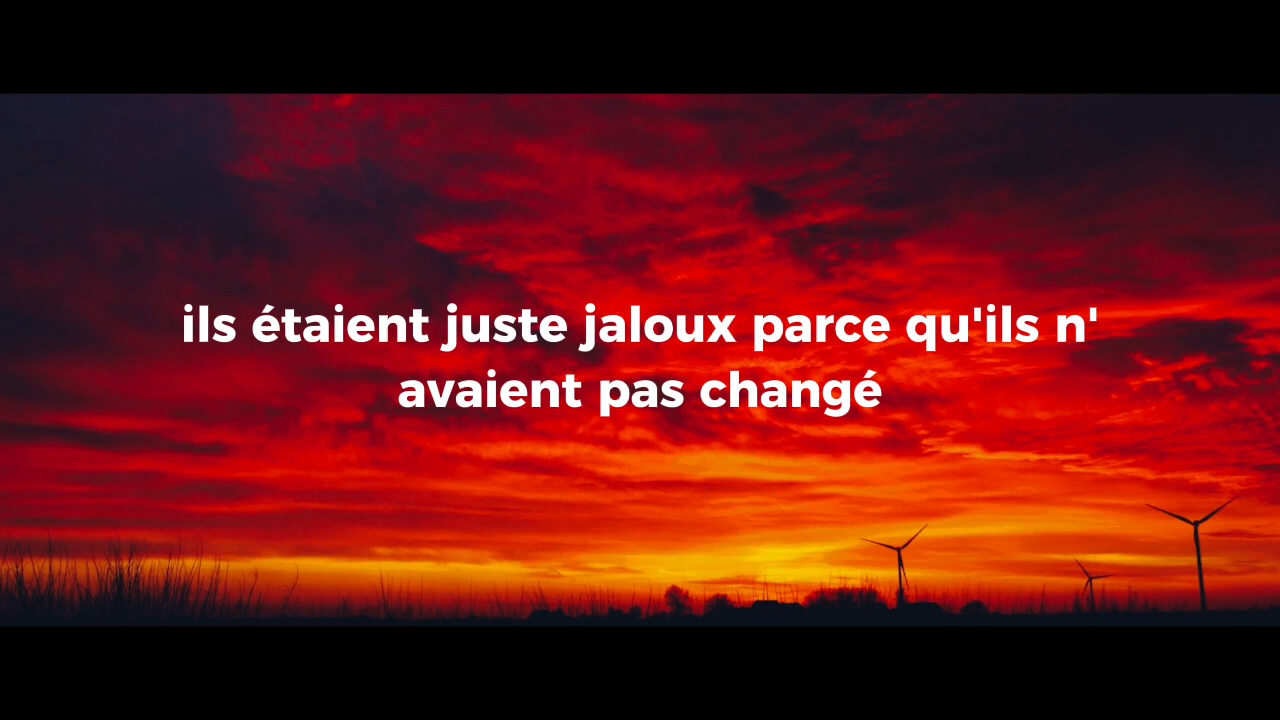 ils étaient juste jaloux parce qu'ils n'
avaient pas changé